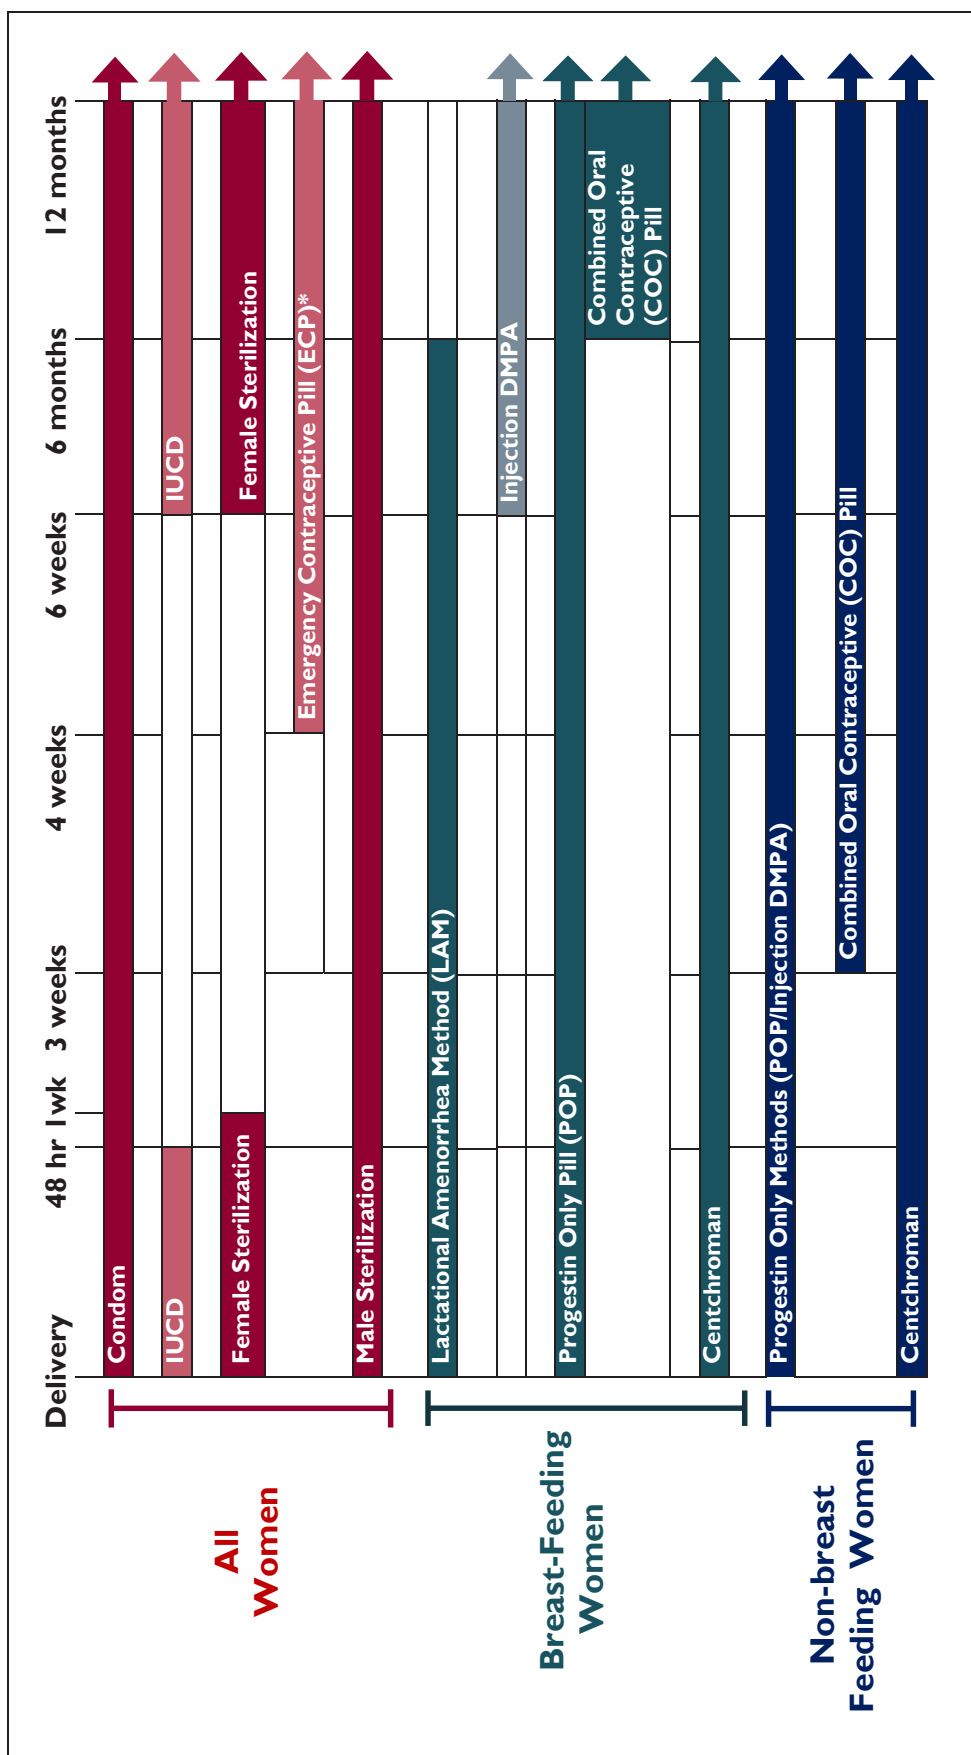 Delivery
48 hr
1wk
3 weeks
4 weeks
6 weeks
6 months
12 months
All
Women
Condom
IUCD
IUCD
Female Sterilization
Female Sterilization
Emergency Contraceptive Pill (ECP)*
Male Sterilization
Breast-Feeding
Women
Lactational Amenorrhea Method (LAM)
Injection DMPA
Progestin Only Pill (POP)
Combined Oral
Contraceptive
(COC) Pill
Centchroman
Non-breast
Feeding Women
Progestin Only Methods (POP/Injection DMPA)
Combined Oral Contraceptive (COC) Pill
Centchroman